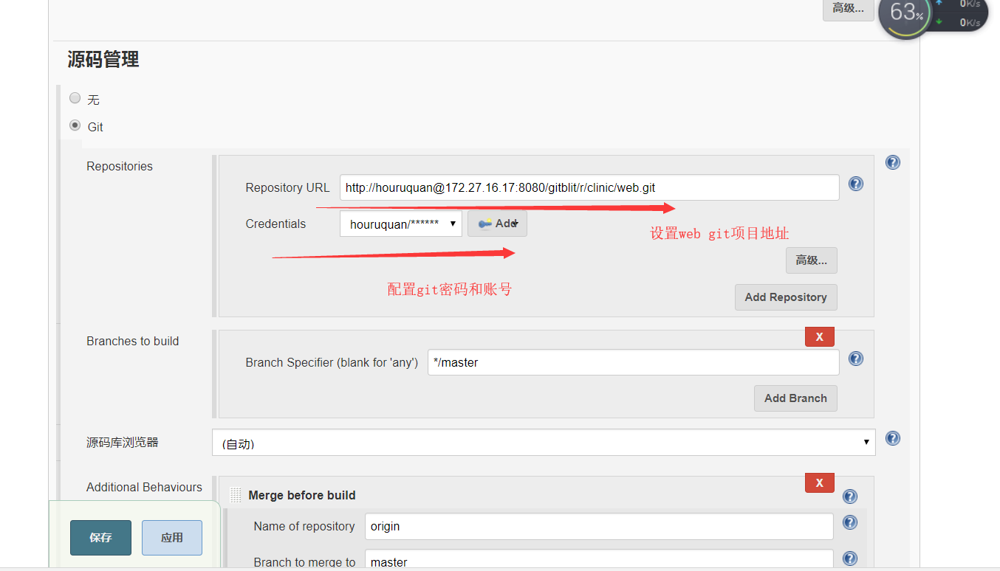 高级...
63%
0K/s
0K/s
源码管理
无
Git
Repositories
Repository URL http://houruquan@172.27.16.17:8080/gitblit/r/clinic/web.git
Credentials houruquan/****** Add
设置web git项目地址
高级...
配置git密码和账号
Add Repository
Branches to build
X
Branch Specifier (blank for 'any') */master
Add Branch
源码库浏览器 (自动)
Additional Behaviours
X
Merge before build
Name of repository origin
保存 应用
Branch to merge to master